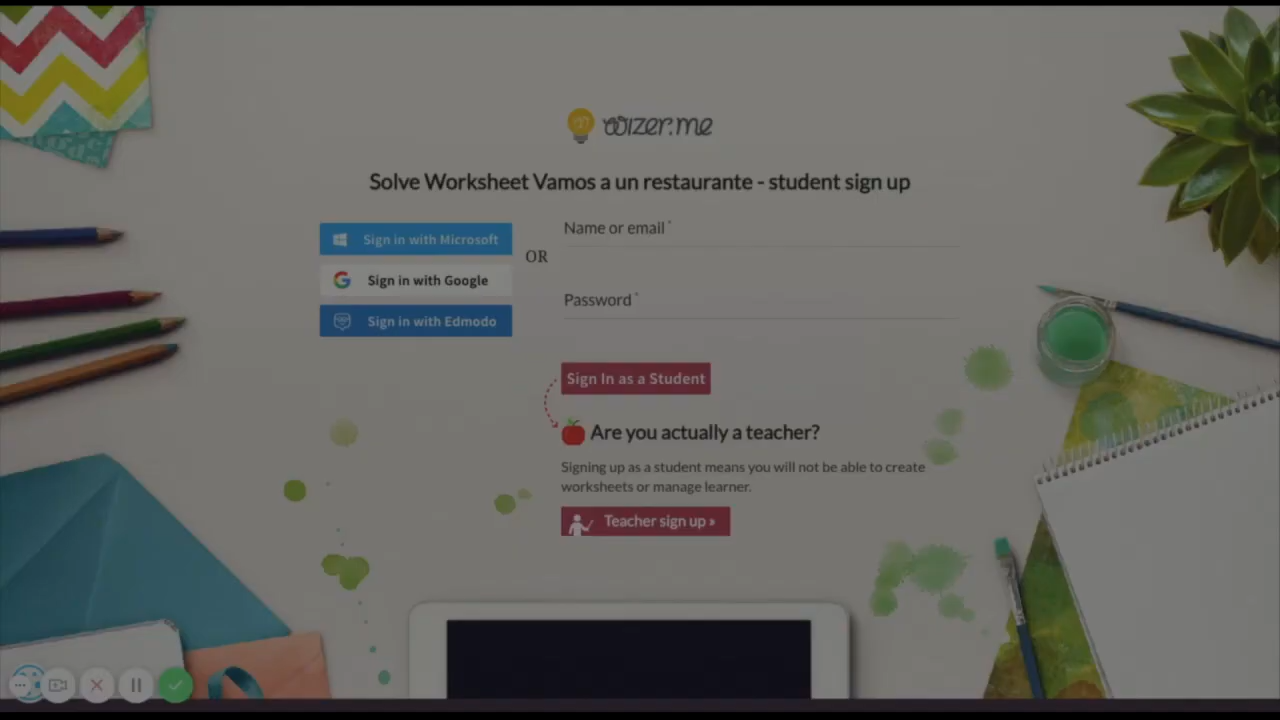 wizer.me
Solve Worksheet Vamos a un restaurante - student sign up
Sign in with Microsoft
Sign in with Google
Sign in with Edmodo
OR
Name or email *
Password *
Sign In as a Student
Are you actually a teacher?
Signing up as a student means you will not be able to create
worksheets or manage learner.
Teacher sign up »